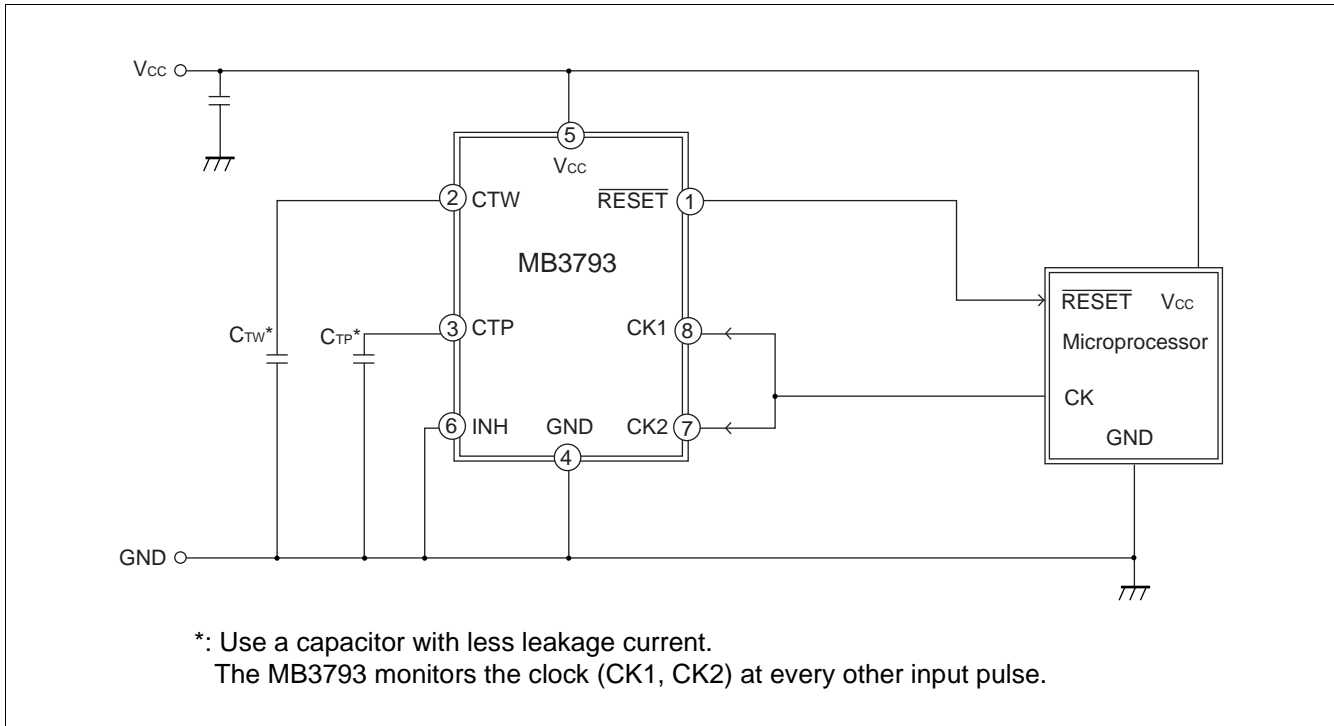 VCC
5
VCC
2 CTW
RESET 1
MB3793
RESET VCC
CTW*
CTP*
3 CTP
CK1 8
Microprocessor
CK
6 INH
GND
CK2 7
GND
4
GND
*: Use a capacitor with less leakage current.
The MB3793 monitors the clock (CK1, CK2) at every other input pulse.